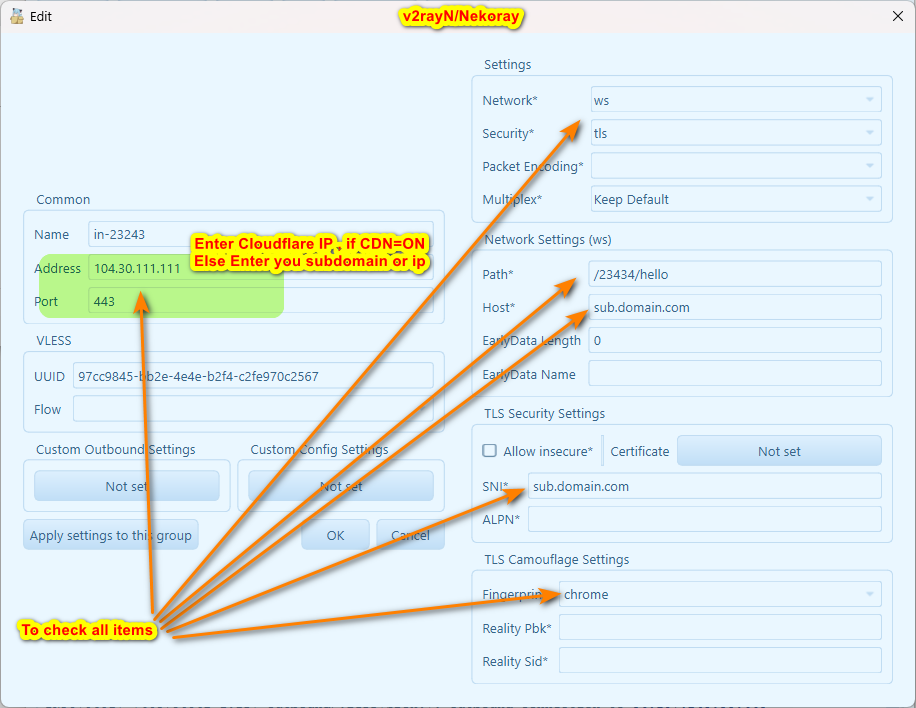 Edit
v2rayN/Nekoray
Common
Name
in-23243
Enter Cloudflare IP , if CDN=ON
Else Enter you subdomain or ip
Address
104.30.111.111
Port
443
VLESS
UUID
97cc9845-bb2e-4e4e-b2f4-c2fe970c2567
Flow
Custom Outbound Settings
Custom Config Settings
Not set
Not set
Apply settings to this group
OK
Cancel
To check all items
Settings
Network*
ws
Security*
tls
Packet Encoding*
Multiplex*
Keep Default
Network Settings (ws)
Path*
/23434/hello
Host*
sub.domain.com
EarlyData Length
0
EarlyData Name
TLS Security Settings
Allow insecure*
Certificate
Not set
SNI*
sub.domain.com
ALPN*
TLS Camouflage Settings
Fingerprint
chrome
Reality Pbk*
Reality Sid*